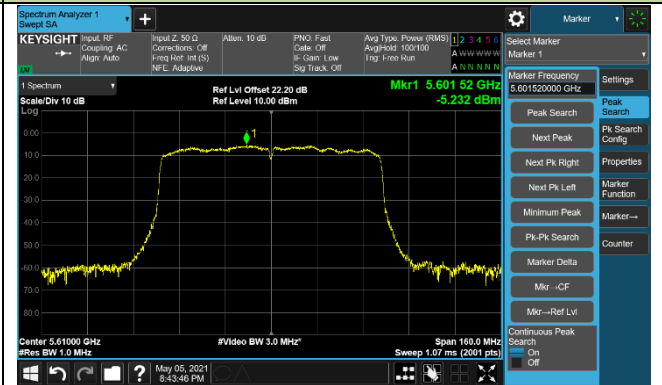 Spectrum Analyzer 1
Swept SA
Marker
KEYSIGHT
Input: RF
Coupling: AC
Align: Auto
Input Z: 50 Ω
Corrections: Off
Freq Ref: Int (S)
NFE: Adaptive
Atten: 10 dB
PNO: Fast
Gate: Off
IF Gain: Low
Sig Track: Off
Avg Type: Power (RMS)
Avg|Hold: 100/100
Trig: Free Run
1 2 3 4 5 6
A W W W W W
A N N N N N
LXI
1 Spectrum
Scale/Div 10 dB
Log
Ref Lvl Offset 22.20 dB
Ref Level 10.00 dBm
Mkr1 5.601 52 GHz
-5.232 dBm
1
0.00
-10.0
-20.0
-30.0
-40.0
-50.0
-60.0
-70.0
-80.0
Center 5.61000 GHz
#Res BW 1.0 MHz
#Video BW 3.0 MHz*
Span 160.0 MHz
Sweep 1.07 ms (2001 pts)
Select Marker
Marker 1
Marker Frequency
5.601520000 GHz
Peak Search
Next Peak
Next Pk Right
Next Pk Left
Minimum Peak
Pk-Pk Search
Marker Delta
Mkr→CF
Mkr→Ref Lvl
Continuous Peak
Search
On
Off
Settings
Peak
Search
Pk Search
Config
Properties
Marker
Function
Marker→
Counter
?
May 05, 2021
8:43:46 PM